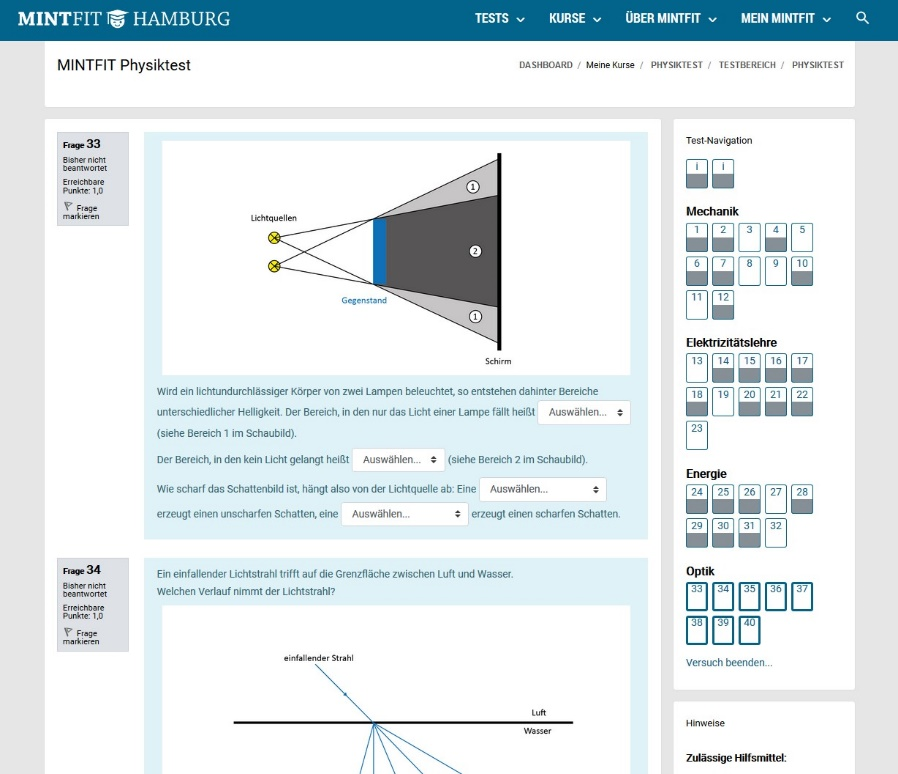 MINTFIT HAMBURG
TESTS KURSE ÜBER MINTFIT MEIN MINTFIT
MINTFIT Physiktest
DASHBOARD / Meine Kurse / PHYSIKTEST / TESTBEREICH / PHYSIKTEST
Frage 33
Bisher nicht
beantwortet
Erreichbare
Punkte: 1,0
Frage
markieren
Lichtquellen
1
2
Gegenstand
1
Schirm
Wird ein lichtundurchlässiger Körper von zwei Lampen beleuchtet, so entstehen dahinter Bereiche
unterschiedlicher Helligkeit. Der Bereich, in den nur das Licht einer Lampe fällt heißt Auswählen...
(siehe Bereich 1 im Schaubild).
Der Bereich, in den kein Licht gelangt heißt Auswählen... (siehe Bereich 2 im Schaubild).
Wie scharf das Schattenbild ist, hängt also von der Lichtquelle ab: Eine Auswählen...
erzeugt einen unscharfen Schatten, eine Auswählen... erzeugt einen scharfen Schatten.
Frage 34
Bisher nicht
beantwortet
Erreichbare
Punkte: 1,0
Frage
markieren
Ein einfallender Lichtstrahl trifft auf die Grenzfläche zwischen Luft und Wasser.
Welchen Verlauf nimmt der Lichtstrahl?
einfallender Strahl
Luft
Wasser
Test-Navigation
i i
Mechanik
1 2 3 4 5
6 7 8 9 10
11 12
Elektrizitätslehre
13 14 15 16 17
18 19 20 21 22
23
Energie
24 25 26 27 28
29 30 31 32
Optik
33 34 35 36 37
38 39 40
Versuch beenden...
Hinweise
Zulässige Hilfsmittel: